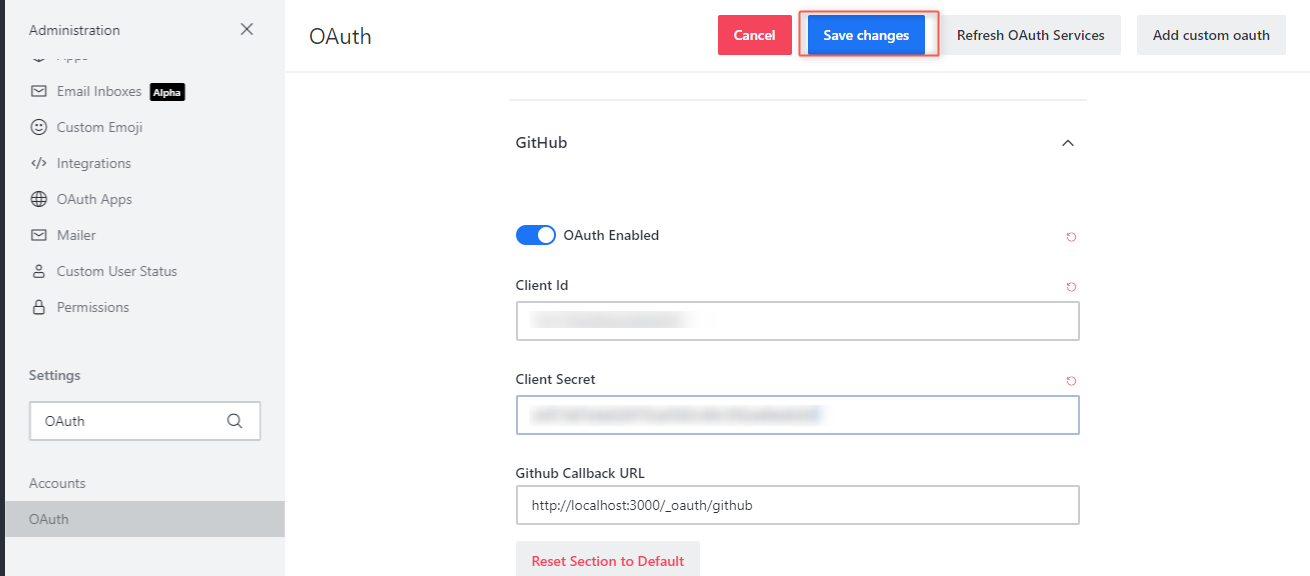 Administration
Email Inboxes Alpha
Custom Emoji
Integrations
OAuth Apps
Mailer
Custom User Status
Permissions
Settings
OAuth
Accounts
OAuth
OAuth
Cancel
Save changes
Refresh OAuth Services
Add custom oauth
GitHub
OAuth Enabled
Client Id
Client Secret
Github Callback URL
http://localhost:3000/_oauth/github
Reset Section to Default